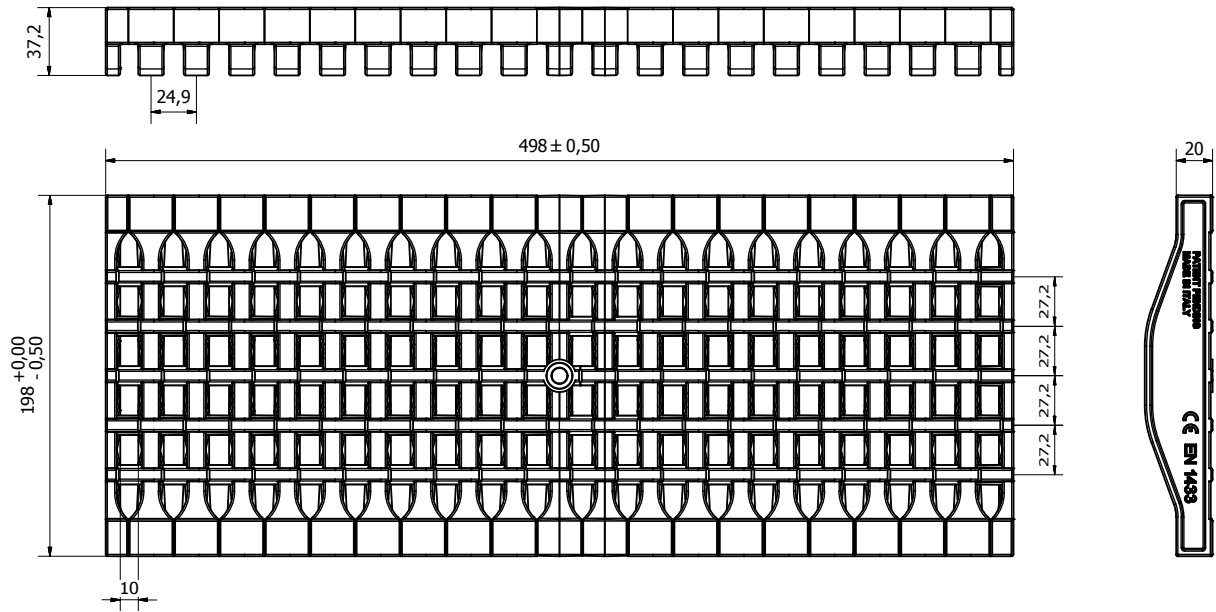 37,2
24,9
498 ± 0,50
20
198 +0,00
- 0,50
27,2
27,2
27,2
27,2
10
PATENT PENDING
MADE IN ITALY
CE EN 1433